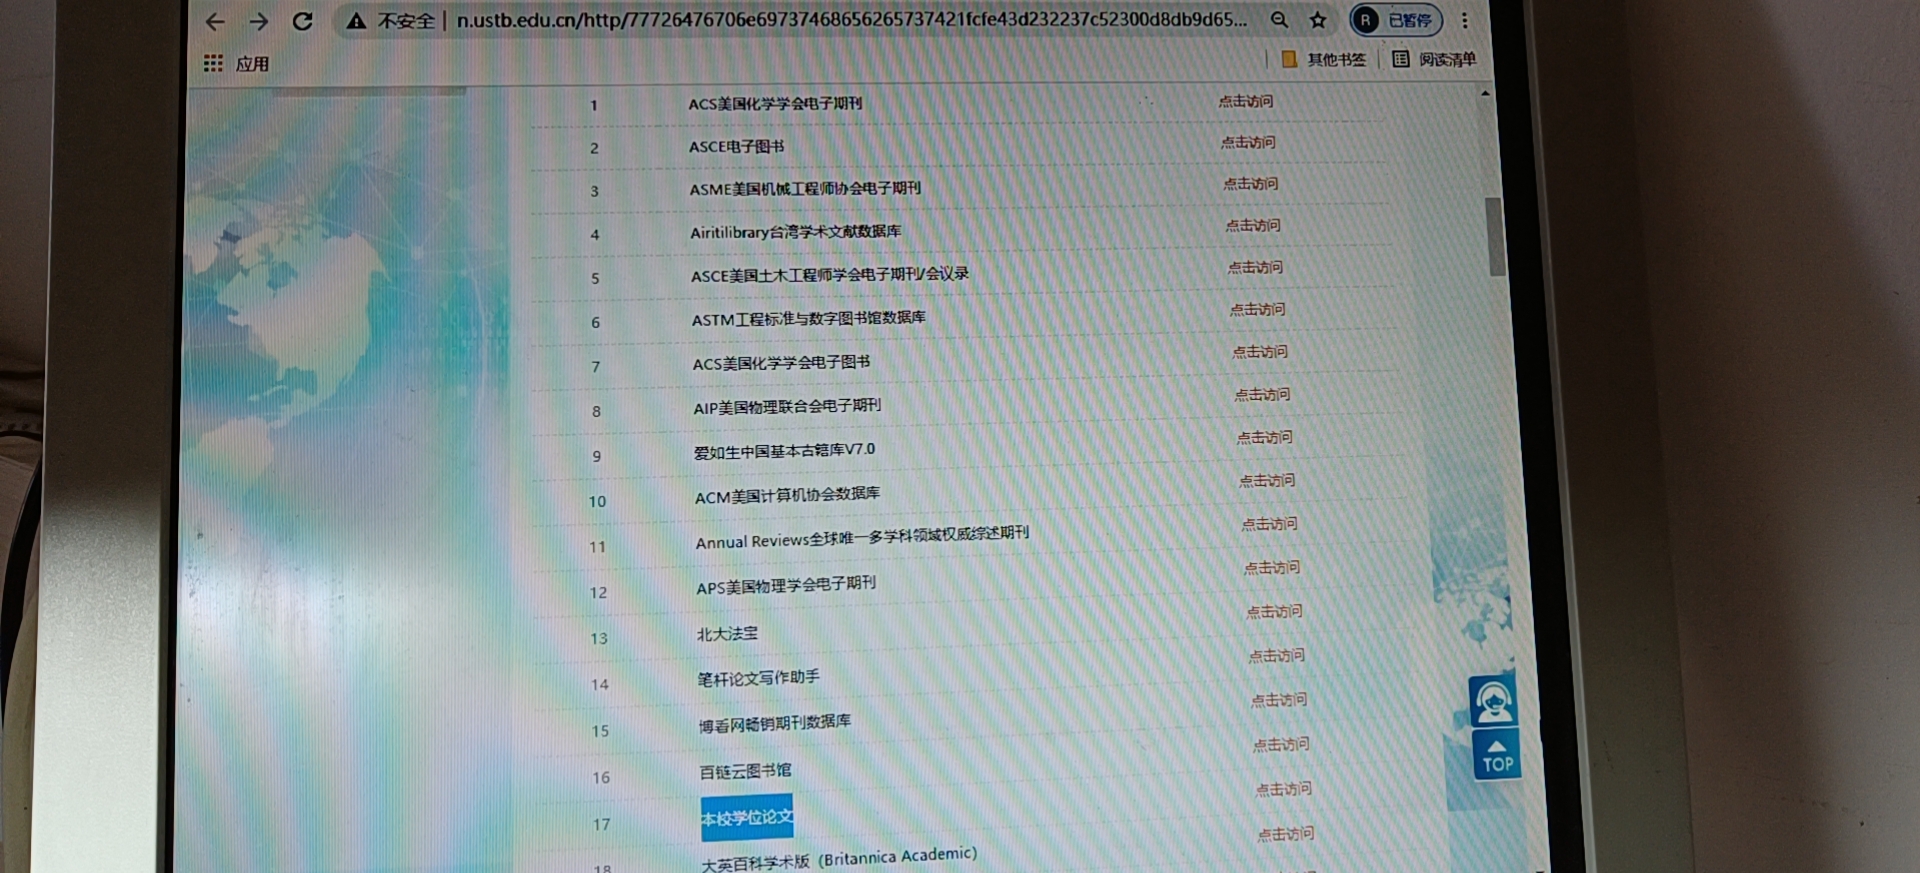 不安全 | n.ustb.edu.cn/http/77726476706e69737468656265737421fcfe43d232237c52300d8db9d65... R 已暂停
应用 其他书签 阅读清单
1 ACS美国化学学会电子期刊 点击访问
2 ASCE电子图书 点击访问
3 ASME美国机械工程师协会电子期刊 点击访问
4 Airitilibrary台湾学术文献数据库 点击访问
5 ASCE美国土木工程师学会电子期刊/会议录 点击访问
6 ASTM工程标准与数字图书馆数据库 点击访问
7 ACS美国化学学会电子图书 点击访问
8 AIP美国物理联合会电子期刊 点击访问
9 爱如生中国基本古籍库V7.0 点击访问
10 ACM美国计算机协会数据库 点击访问
11 Annual Reviews全球唯一多学科领域权威综述期刊 点击访问
12 APS美国物理学会电子期刊 点击访问
13 北大法宝 点击访问
14 笔杆论文写作助手 点击访问
15 博看网畅销期刊数据库 点击访问
16 百链云图书馆 点击访问
TOP
17 本校学位论文 点击访问
18 大英百科学术版（Britannica Academic） 点击访问